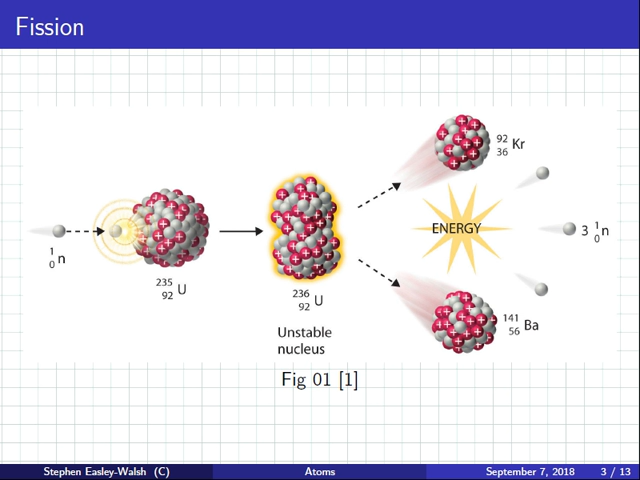 Fission
1
0 n
235
92 U
236
92 U
Unstable
nucleus
92
36 Kr
ENERGY
3 1
0 n
141
56 Ba
Fig 01 [1]
Stephen Easley-Walsh (C)
Atoms
September 7, 2018
3 / 13